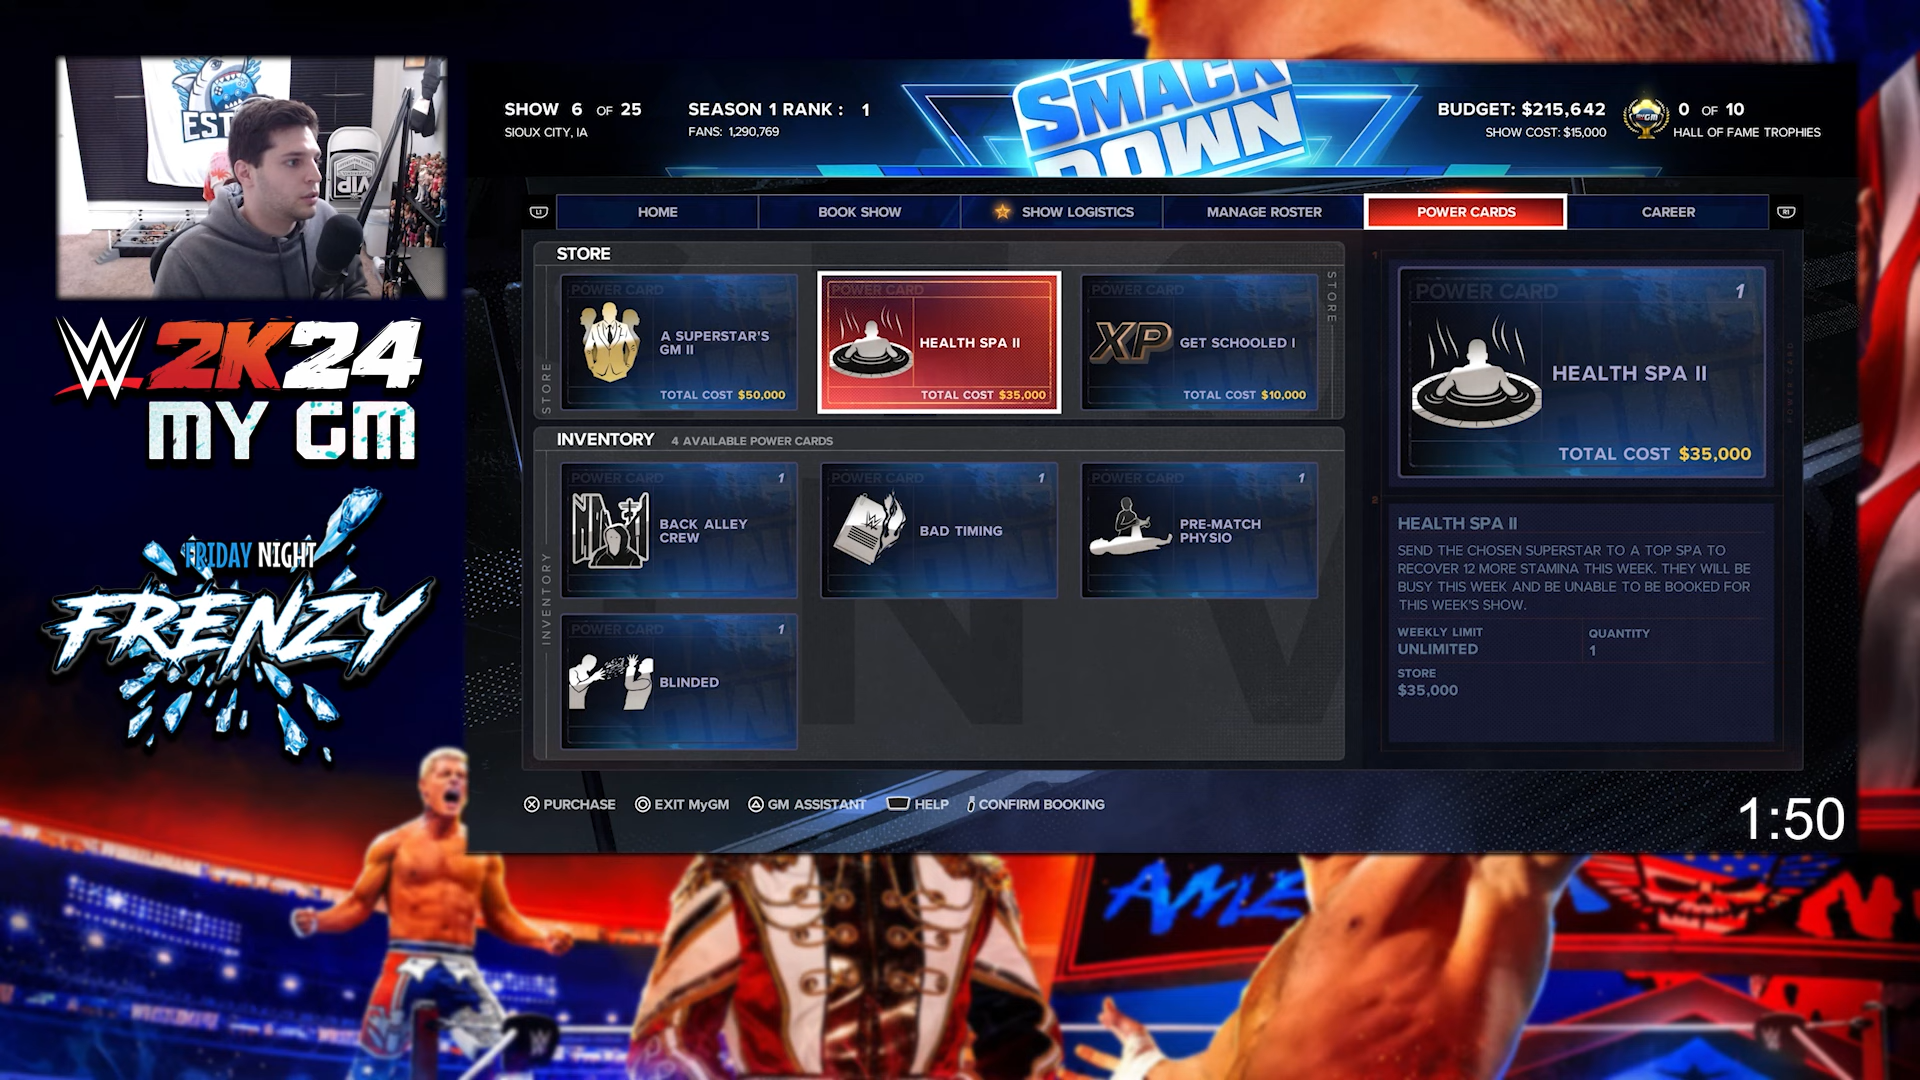 SHOW 6 OF 25
SIOUX CITY, IA
SEASON 1 RANK : 1
FANS: 1,290,769
SMACK
DOWN
BUDGET: $215,642
SHOW COST: $15,000
0 OF 10
HALL OF FAME TROPHIES
L1
HOME
BOOK SHOW
SHOW LOGISTICS
MANAGE ROSTER
POWER CARDS
CAREER
R1
EST
VIP
W 2K24
MY GM
FRIDAY NIGHT
FRENZY
STORE
STORE
STORE
POWER CARD
A SUPERSTAR'S
GM II
TOTAL COST $50,000
POWER CARD
HEALTH SPA II
TOTAL COST $35,000
POWER CARD
XP
GET SCHOOLED I
TOTAL COST $10,000
INVENTORY 4 AVAILABLE POWER CARDS
INVENTORY
POWER CARD 1
BACK ALLEY
CREW
POWER CARD 1
BAD TIMING
POWER CARD 1
PRE-MATCH
PHYSIO
POWER CARD 1
BLINDED
POWER CARD 1
HEALTH SPA II
TOTAL COST $35,000
HEALTH SPA II
SEND THE CHOSEN SUPERSTAR TO A TOP SPA TO
RECOVER 12 MORE STAMINA THIS WEEK. THEY WILL BE
BUSY THIS WEEK AND BE UNABLE TO BE BOOKED FOR
THIS WEEK'S SHOW.
WEEKLY LIMIT
UNLIMITED
QUANTITY
1
STORE
$35,000
PURCHASE
EXIT MyGM
GM ASSISTANT
HELP
CONFIRM BOOKING
1:50